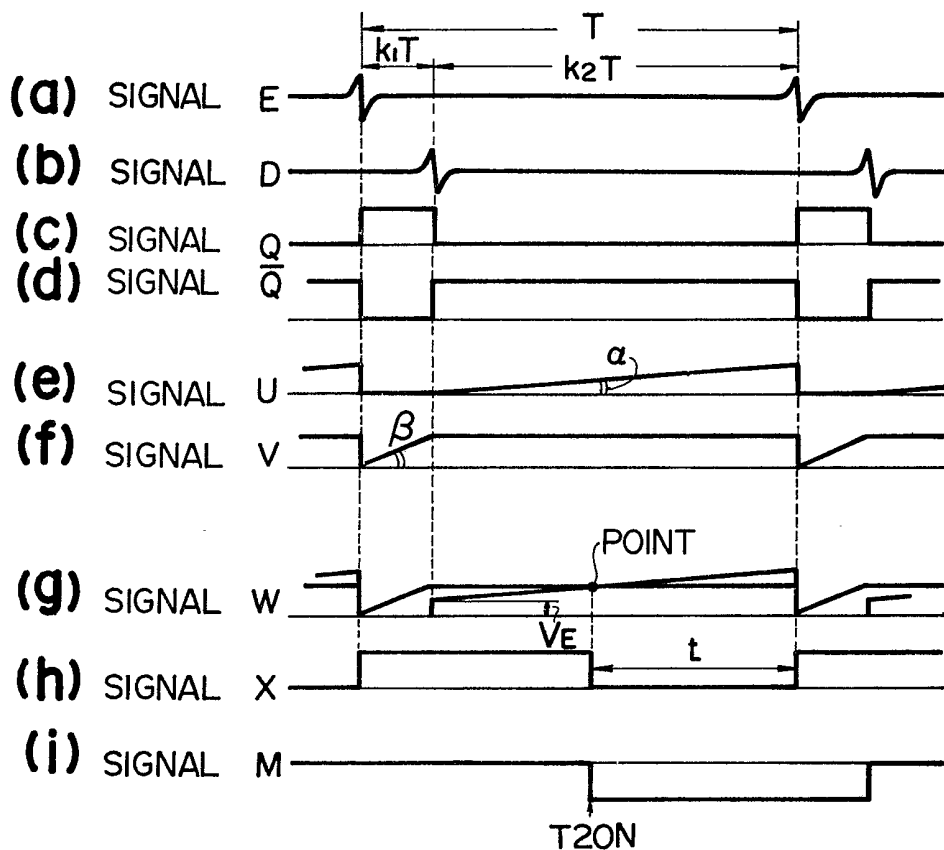 T
k1T
k2T
(a) SIGNAL E
(b) SIGNAL D
(c) SIGNAL Q
(d) SIGNAL Q̅
(e) SIGNAL U
α
(f) SIGNAL V
β
POINT
(g) SIGNAL W
VE
(h) SIGNAL X
t
(i) SIGNAL M
T2ON